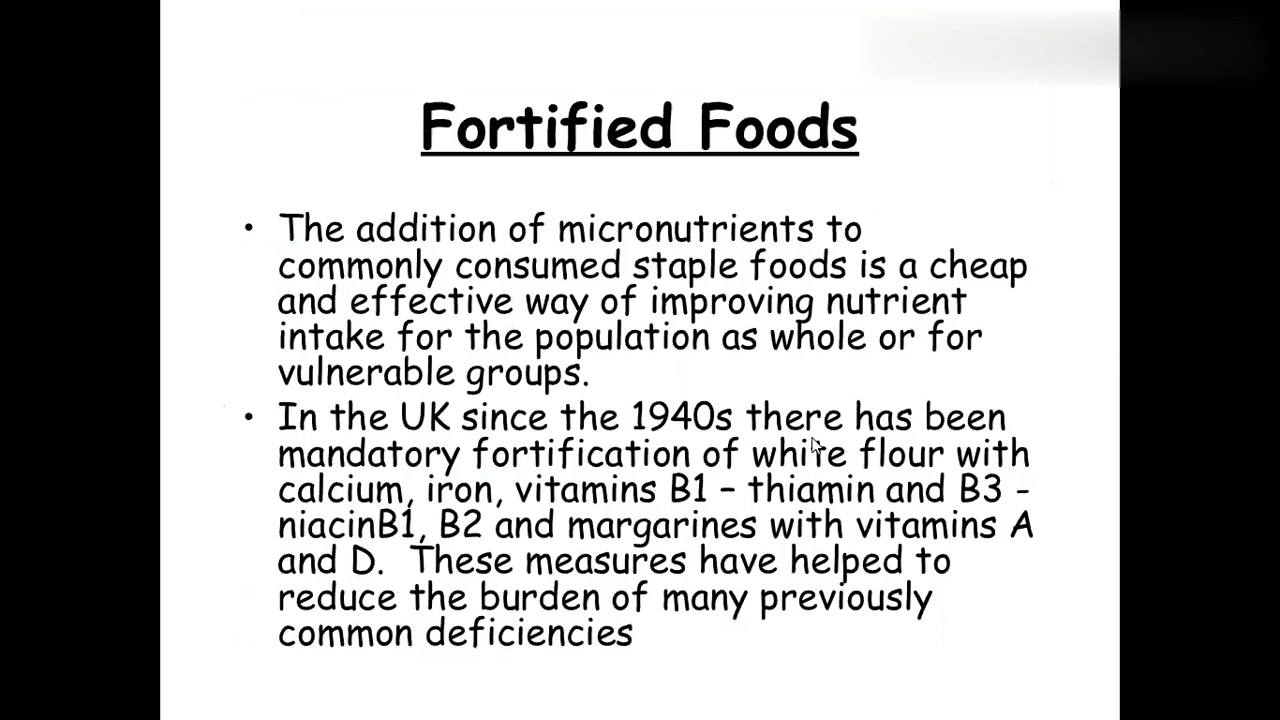 Fortified Foods
• The addition of micronutrients to
commonly consumed staple foods is a cheap
and effective way of improving nutrient
intake for the population as whole or for
vulnerable groups.
• In the UK since the 1940s there has been
mandatory fortification of white flour with
calcium, iron, vitamins B1 – thiamin and B3 -
niacinB1, B2 and margarines with vitamins A
and D.  These measures have helped to
reduce the burden of many previously
common deficiencies